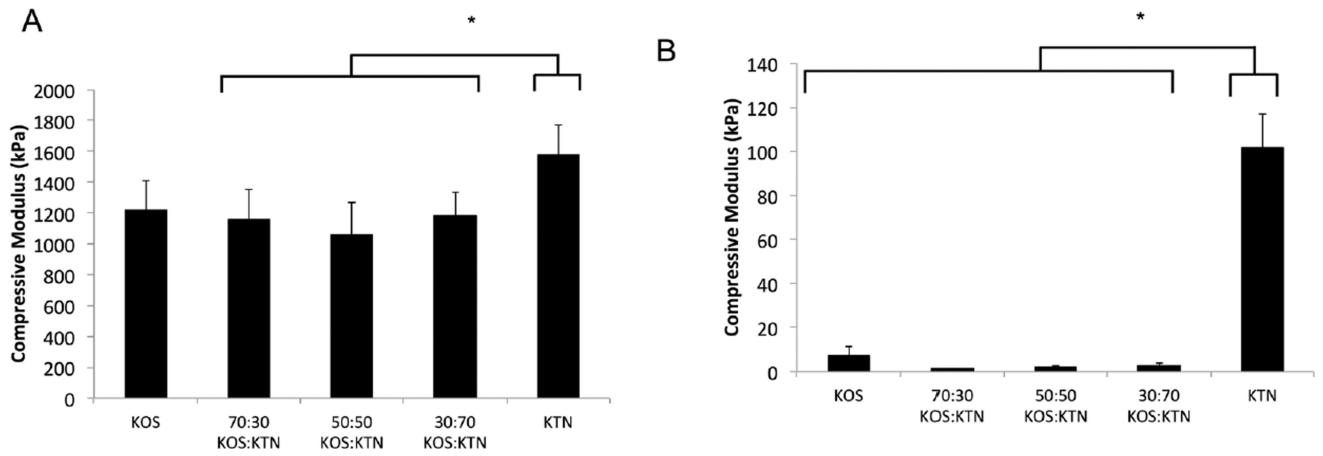 A
*
Compressive Modulus (kPa)
2000
1800
1600
1400
1200
1000
800
600
400
200
0
KOS
70:30
KOS:KTN
50:50
KOS:KTN
30:70
KOS:KTN
KTN
B
*
Compressive Modulus (kPa)
140
120
100
80
60
40
20
0
KOS
70:30
KOS:KTN
50:50
KOS:KTN
30:70
KOS:KTN
KTN